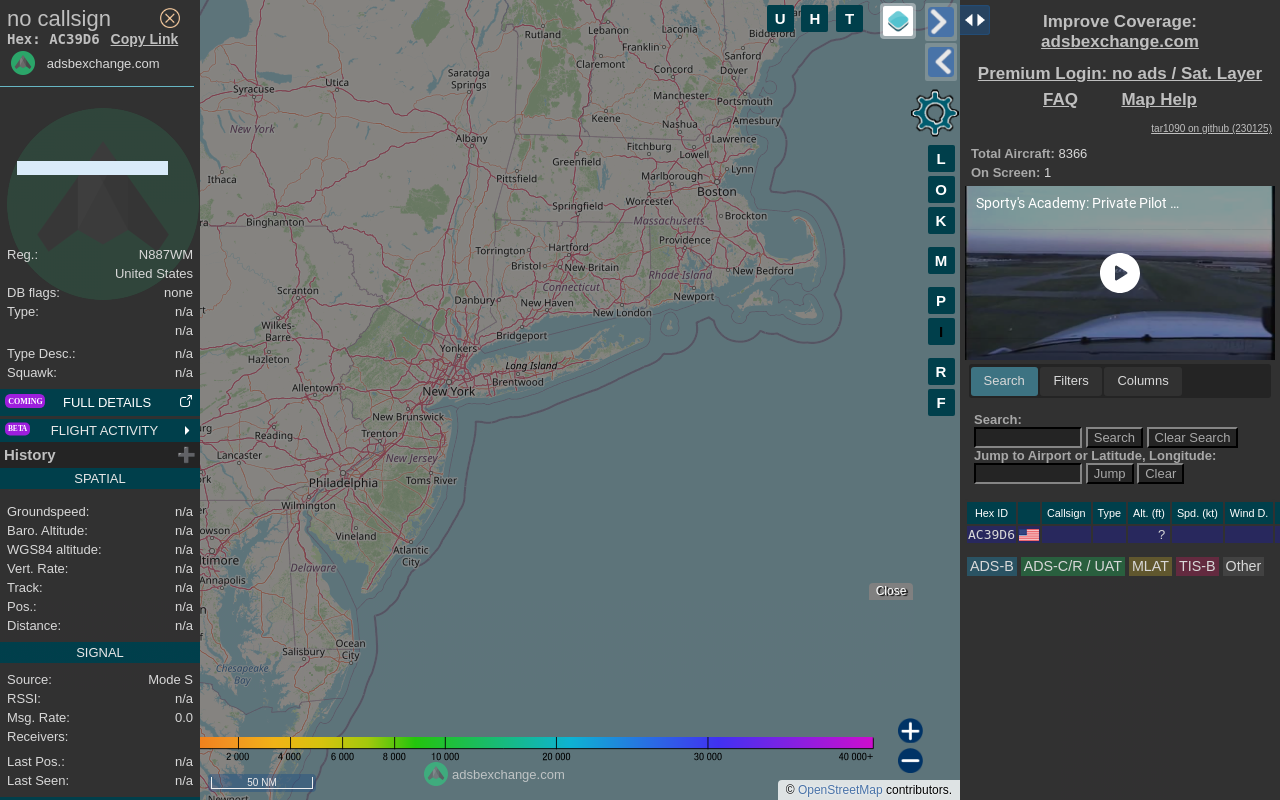 no callsign
Hex: AC39D6 Copy Link
adsbexchange.com
Reg.: N887WM
United States
DB flags: none
Type: n/a
n/a
Type Desc.: n/a
Squawk: n/a
COMING FULL DETAILS
BETA FLIGHT ACTIVITY
History
SPATIAL
Groundspeed: n/a
Baro. Altitude: n/a
WGS84 altitude: n/a
Vert. Rate: n/a
Track: n/a
Pos.: n/a
Distance: n/a
SIGNAL
Source: Mode S
RSSI: n/a
Msg. Rate: 0.0
Receivers:
Last Pos.: n/a
Last Seen: n/a
U H T
L
O
K
M
P
I
R
F
Rutland
Lebanon
Laconia
Biddeford
Franklin
Sanford
Claremont
Concord
Dover
Saratoga
Springs
Utica
Syracuse
Manchester
Portsmouth
Keene
Nashua
Amesbury
New York
Albany
Lawrence
Fitchburg
Lowell
Greenfield
Lynn
Ithaca
Pittsfield
Marlborough
Boston
Worcester
Springfield
Massachusetts
Brockton
Binghamton
Providence
Torrington
Hartford
Bristol
New Britain
Rhode Island
New Bedford
Connecticut
Scranton
Danbury
New Haven
Newport
New London
Wilkes-
Barre
Bridgeport
Yonkers
Hazleton
Long Island
Brentwood
Allentown
New York
New Brunswick
Reading
Trenton
Lancaster
New Jersey
Philadelphia
Toms River
Wilmington
Vineland
Atlantic
City
Delaware
Annapolis
Ocean
City
Salisbury
Chesapeake
Bay
Close
2 000 4 000 6 000 8 000 10 000 20 000 30 000 40 000+
50 NM
adsbexchange.com
© OpenStreetMap contributors.
Improve Coverage:
adsbexchange.com
Premium Login: no ads / Sat. Layer
FAQ Map Help
tar1090 on github (230125)
Total Aircraft: 8366
On Screen: 1
Sporty's Academy: Private Pilot ...
Search Filters Columns
Search:
Search Clear Search
Jump to Airport or Latitude, Longitude:
Jump Clear
Hex ID Callsign Type Alt. (ft) Spd. (kt) Wind D.
AC39D6 ?
ADS-B ADS-C/R / UAT MLAT TIS-B Other